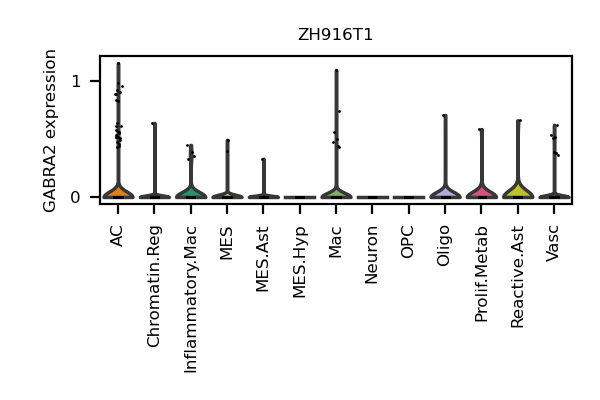 ZH916T1
GABRA2 expression
1
0
AC
Chromatin.Reg
Inflammatory.Mac
MES
MES.Ast
MES.Hyp
Mac
Neuron
OPC
Oligo
Prolif.Metab
Reactive.Ast
Vasc